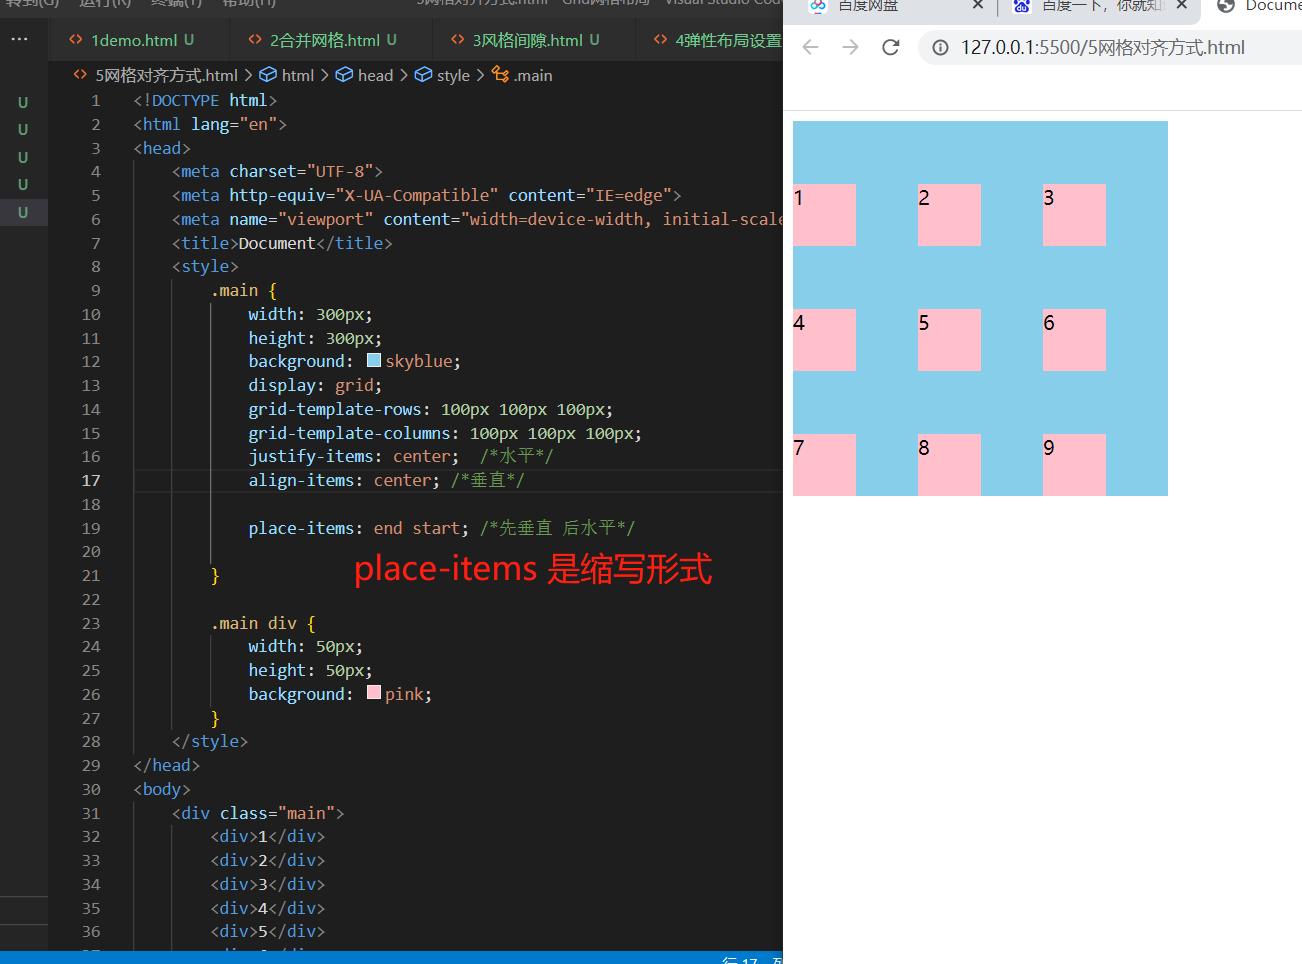 转到(G) 运行(R) 终端(T) 帮助(H) 5网格对齐方式.html - Grid网格布局 - Visual Studio Code
1demo.html U 2合并网格.html U 3风格间隙.html U 4弹性布局设置
5网格对齐方式.html > html > head > style > .main
U
U
U
U
U
1 <!DOCTYPE html>
2 <html lang="en">
3 <head>
4 <meta charset="UTF-8">
5 <meta http-equiv="X-UA-Compatible" content="IE=edge">
6 <meta name="viewport" content="width=device-width, initial-scale
7 <title>Document</title>
8 <style>
9 .main {
10 width: 300px;
11 height: 300px;
12 background: skyblue;
13 display: grid;
14 grid-template-rows: 100px 100px 100px;
15 grid-template-columns: 100px 100px 100px;
16 justify-items: center; /*水平*/
17 align-items: center; /*垂直*/
18
19 place-items: end start; /*先垂直 后水平*/
20
place-items 是缩写形式
21 }
22
23 .main div {
24 width: 50px;
25 height: 50px;
26 background: pink;
27 }
28 </style>
29 </head>
30 <body>
31 <div class="main">
32 <div>1</div>
33 <div>2</div>
34 <div>3</div>
35 <div>4</div>
36 <div>5</div>
行 17
百度网盘 百度一下，你就知 Docume
127.0.0.1:5500/5网格对齐方式.html
1 2 3
4 5 6
7 8 9